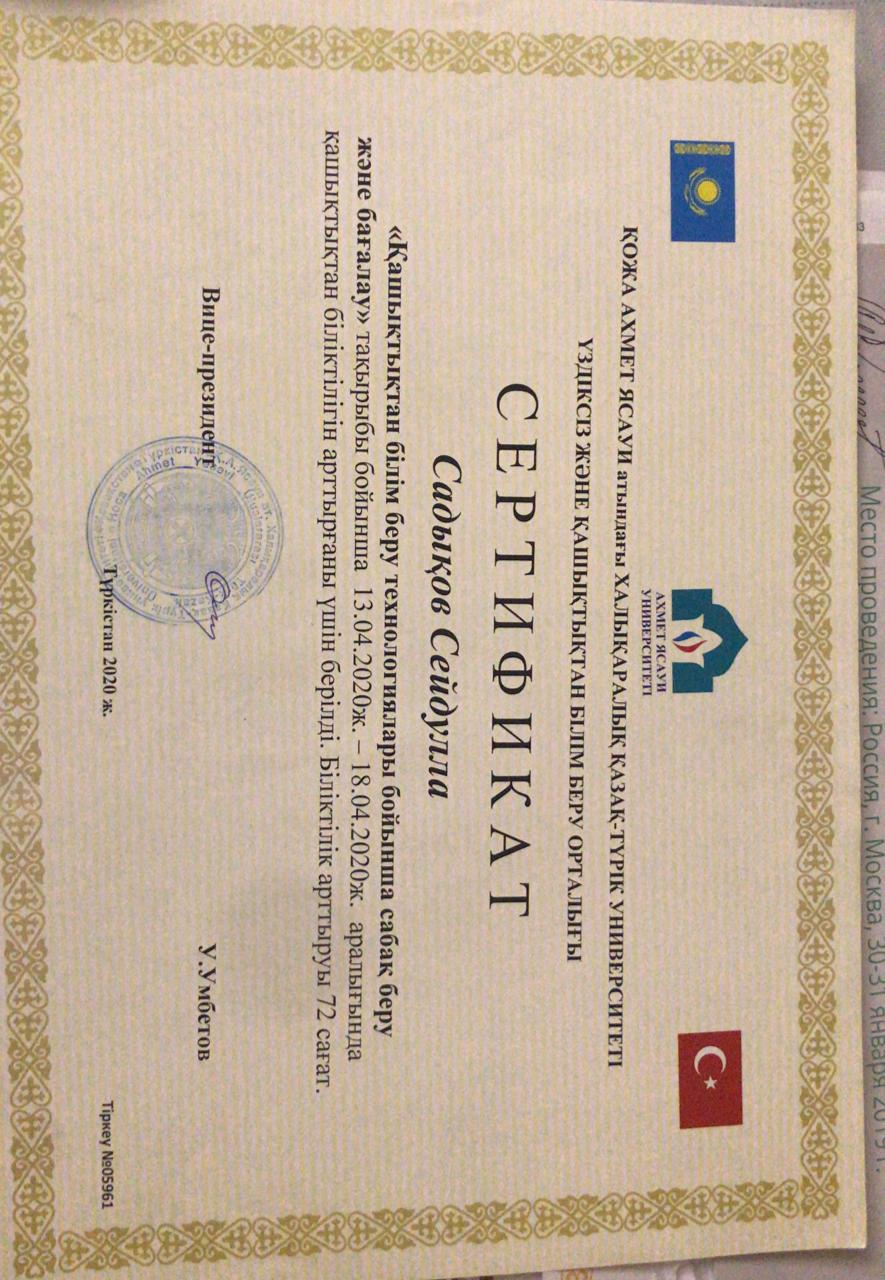 АХМЕТ ЯСАУИ
УНИВЕРСИТЕТІ
ҚОЖА АХМЕТ ЯСАУИ атындағы ХАЛЫҚАРАЛЫҚ ҚАЗАҚ-ТҮРІК УНИВЕРСИТЕТІ
ҮЗДІКСІЗ ЖӘНЕ ҚАШЫҚТЫҚТАН БІЛІМ БЕРУ ОРТАЛЫҒЫ
СЕРТИФИКАТ
Садықов Сейдулла
«Қашықтықтан білім беру технологиялары бойынша сабақ беру
және бағалау» тақырыбы бойынша 13.04.2020ж. – 18.04.2020ж. аралығында
қашықтықтан біліктілігін арттырғаны үшін берілді. Біліктілік арттыруы 72 сағат.
Вице-президент У.Умбетов
Түркістан 2020 ж.
Тіркеу №05961
Место проведения: Россия, г. Москва, 30-31 января 2019 г.